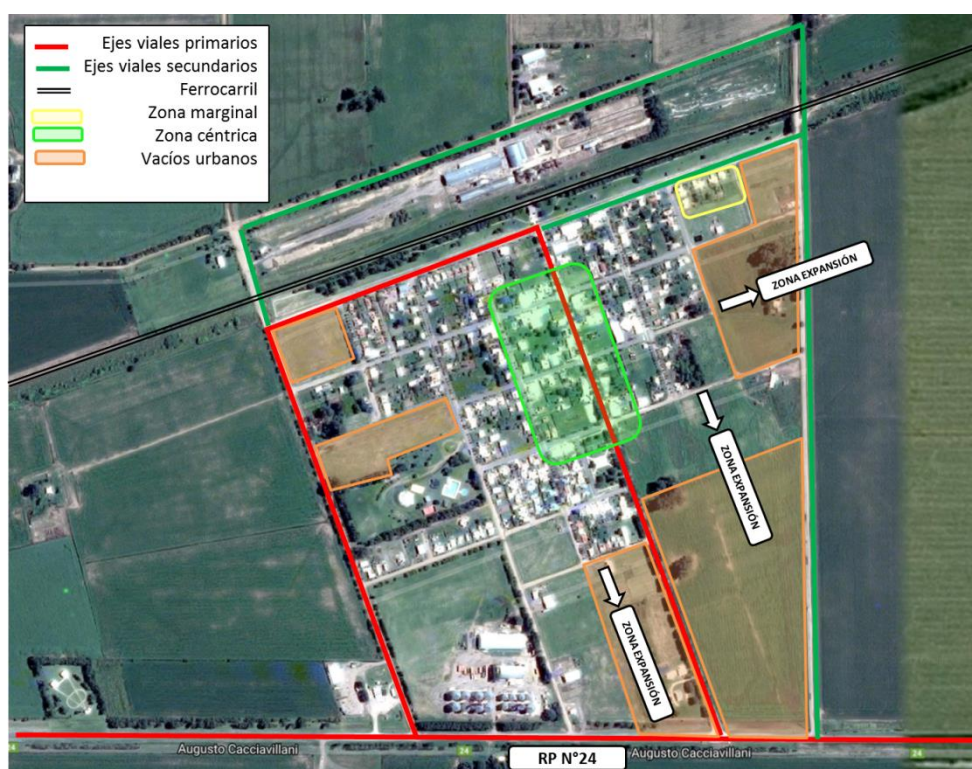 Ejes viales primarios
Ejes viales secundarios
Ferrocarril
Zona marginal
Zona céntrica
Vacíos urbanos
ZONA EXPANSIÓN
ZONA EXPANSIÓN
ZONA EXPANSIÓN
24
Augusto Cacciavillani
24
Augusto Cacciavillani
24
RP N°24